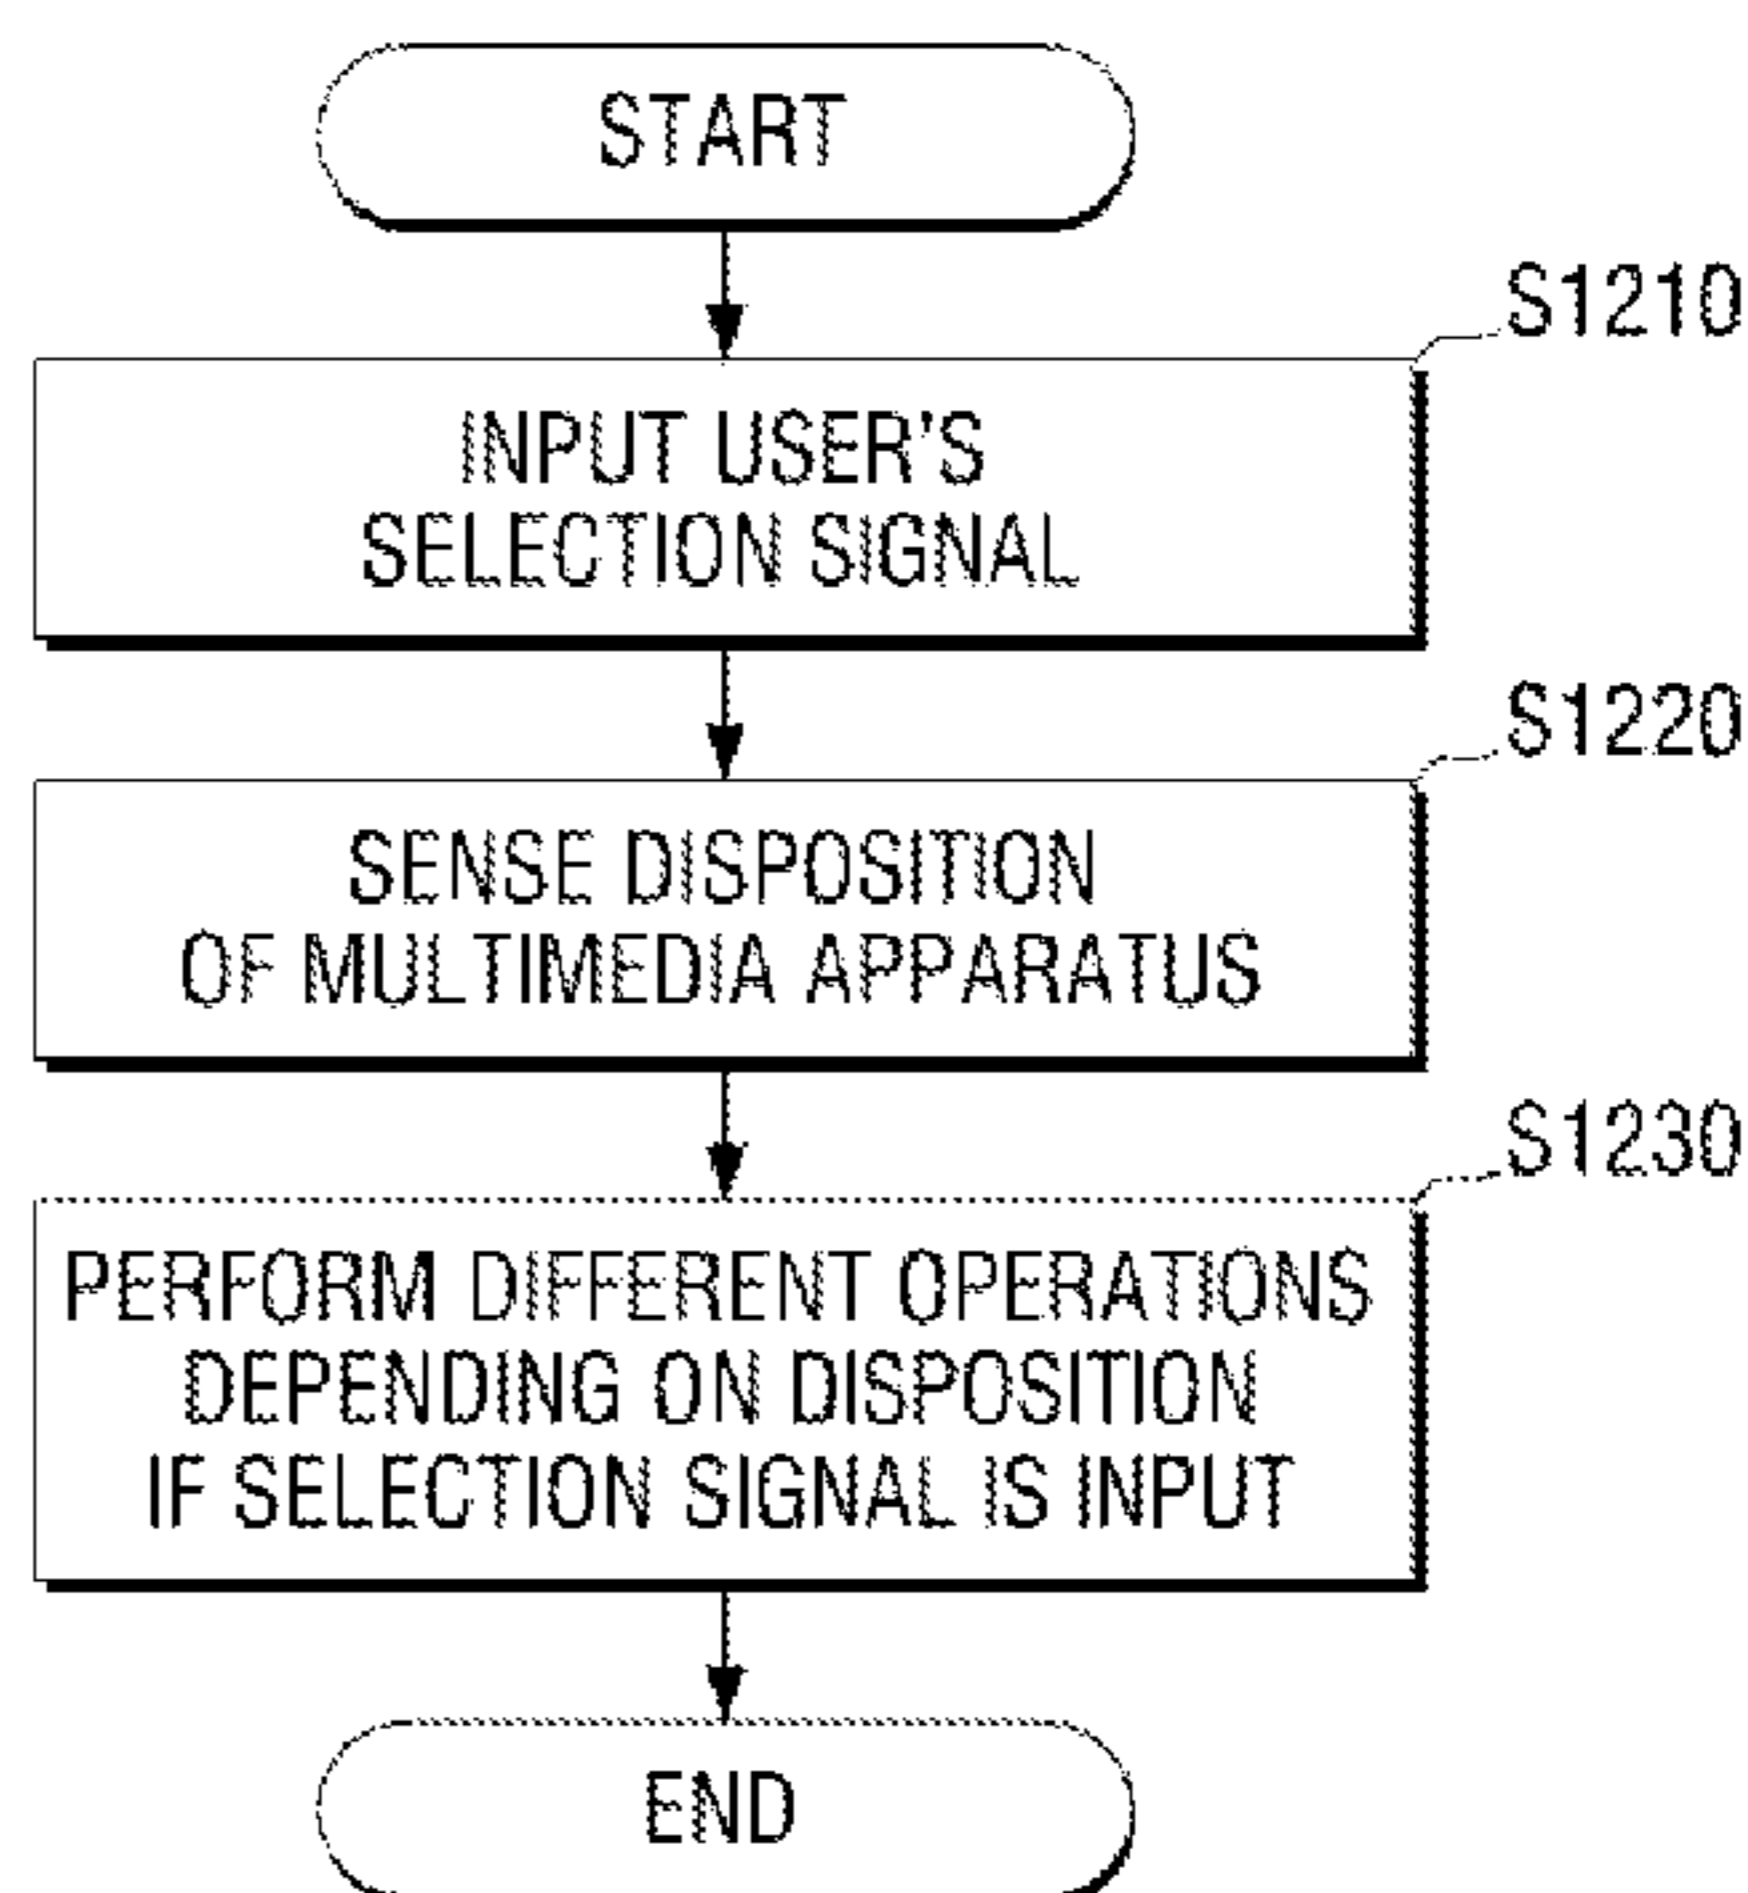 START
S1210
INPUT USER'S
SELECTION SIGNAL
S1220
SENSE DISPOSITION
OF MULTIMEDIA APPARATUS
S1230
PERFORM DIFFERENT OPERATIONS
DEPENDING ON DISPOSITION
IF SELECTION SIGNAL IS INPUT
END